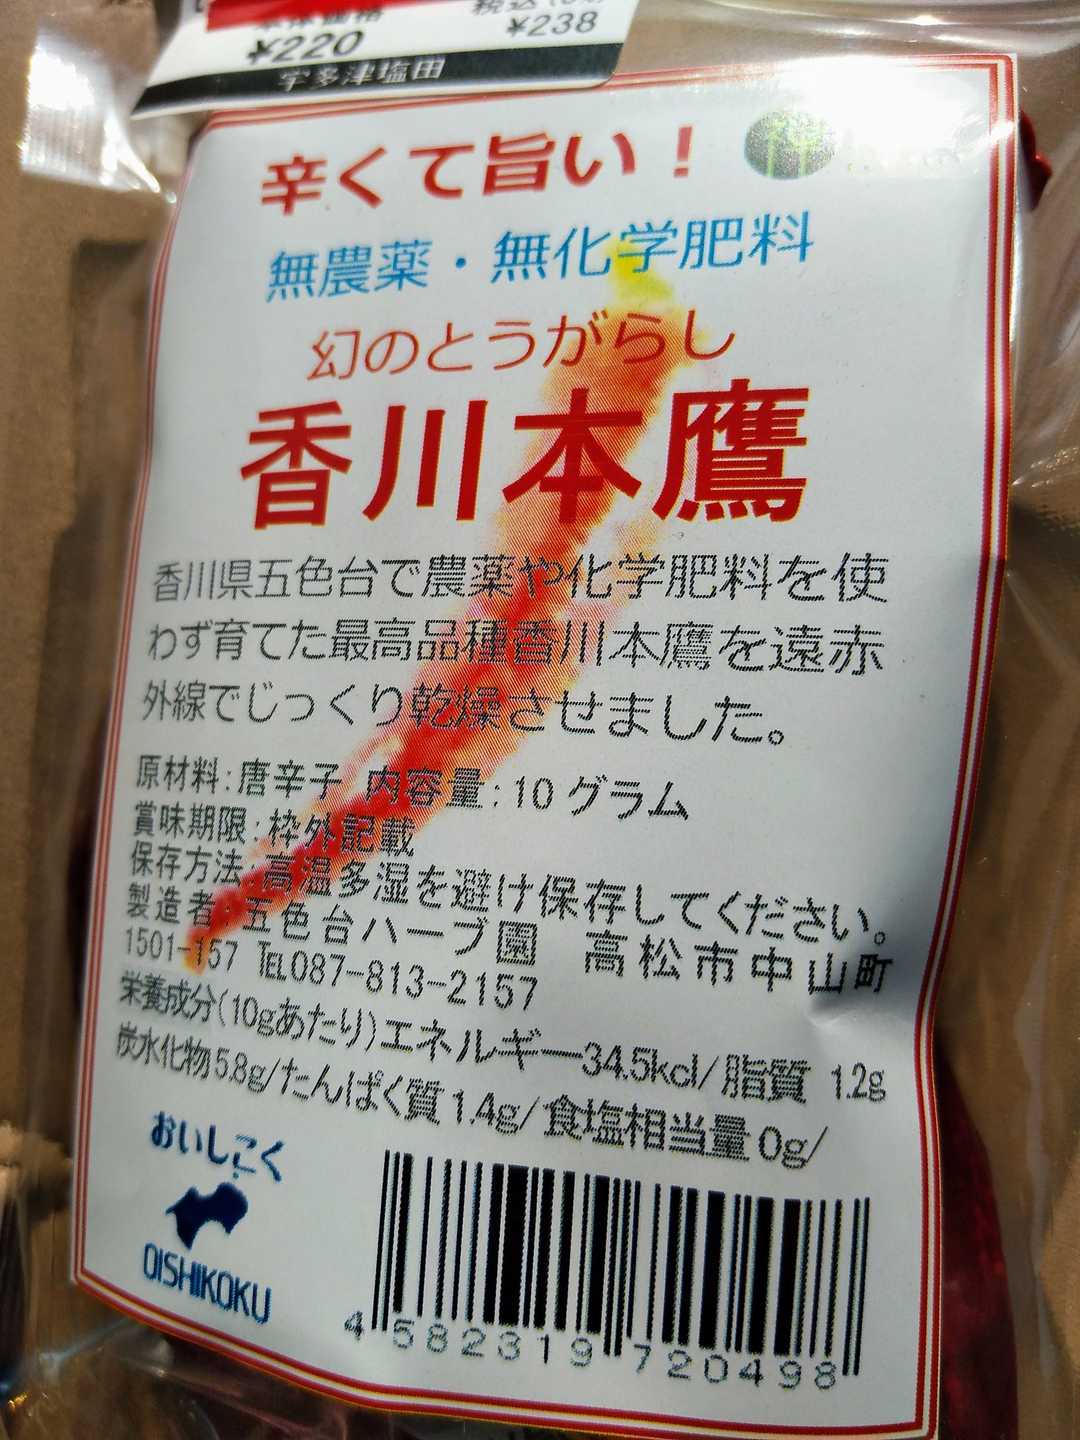 本体価格 税込
¥220 ¥238
宇多津塩田
辛くて旨い！
無農薬・無化学肥料
幻のとうがらし
香川本鷹
香川県五色台で農薬や化学肥料を使
わず育てた最高品種香川本鷹を遠赤
外線でじっくり乾燥させました。
原材料:唐辛子 内容量:10グラム
賞味期限:枠外記載
保存方法:高温多湿を避け保存してください。
製造者:五色台ハーブ園 高松市中山町
1501-157 TEL087-813-2157
栄養成分(10gあたり)エネルギー34.5kcl/脂質 1.2g
炭水化物5.8g/たんぱく質1.4g/食塩相当量0g/
おいしこく
OISHIKOKU
4 582319 720498